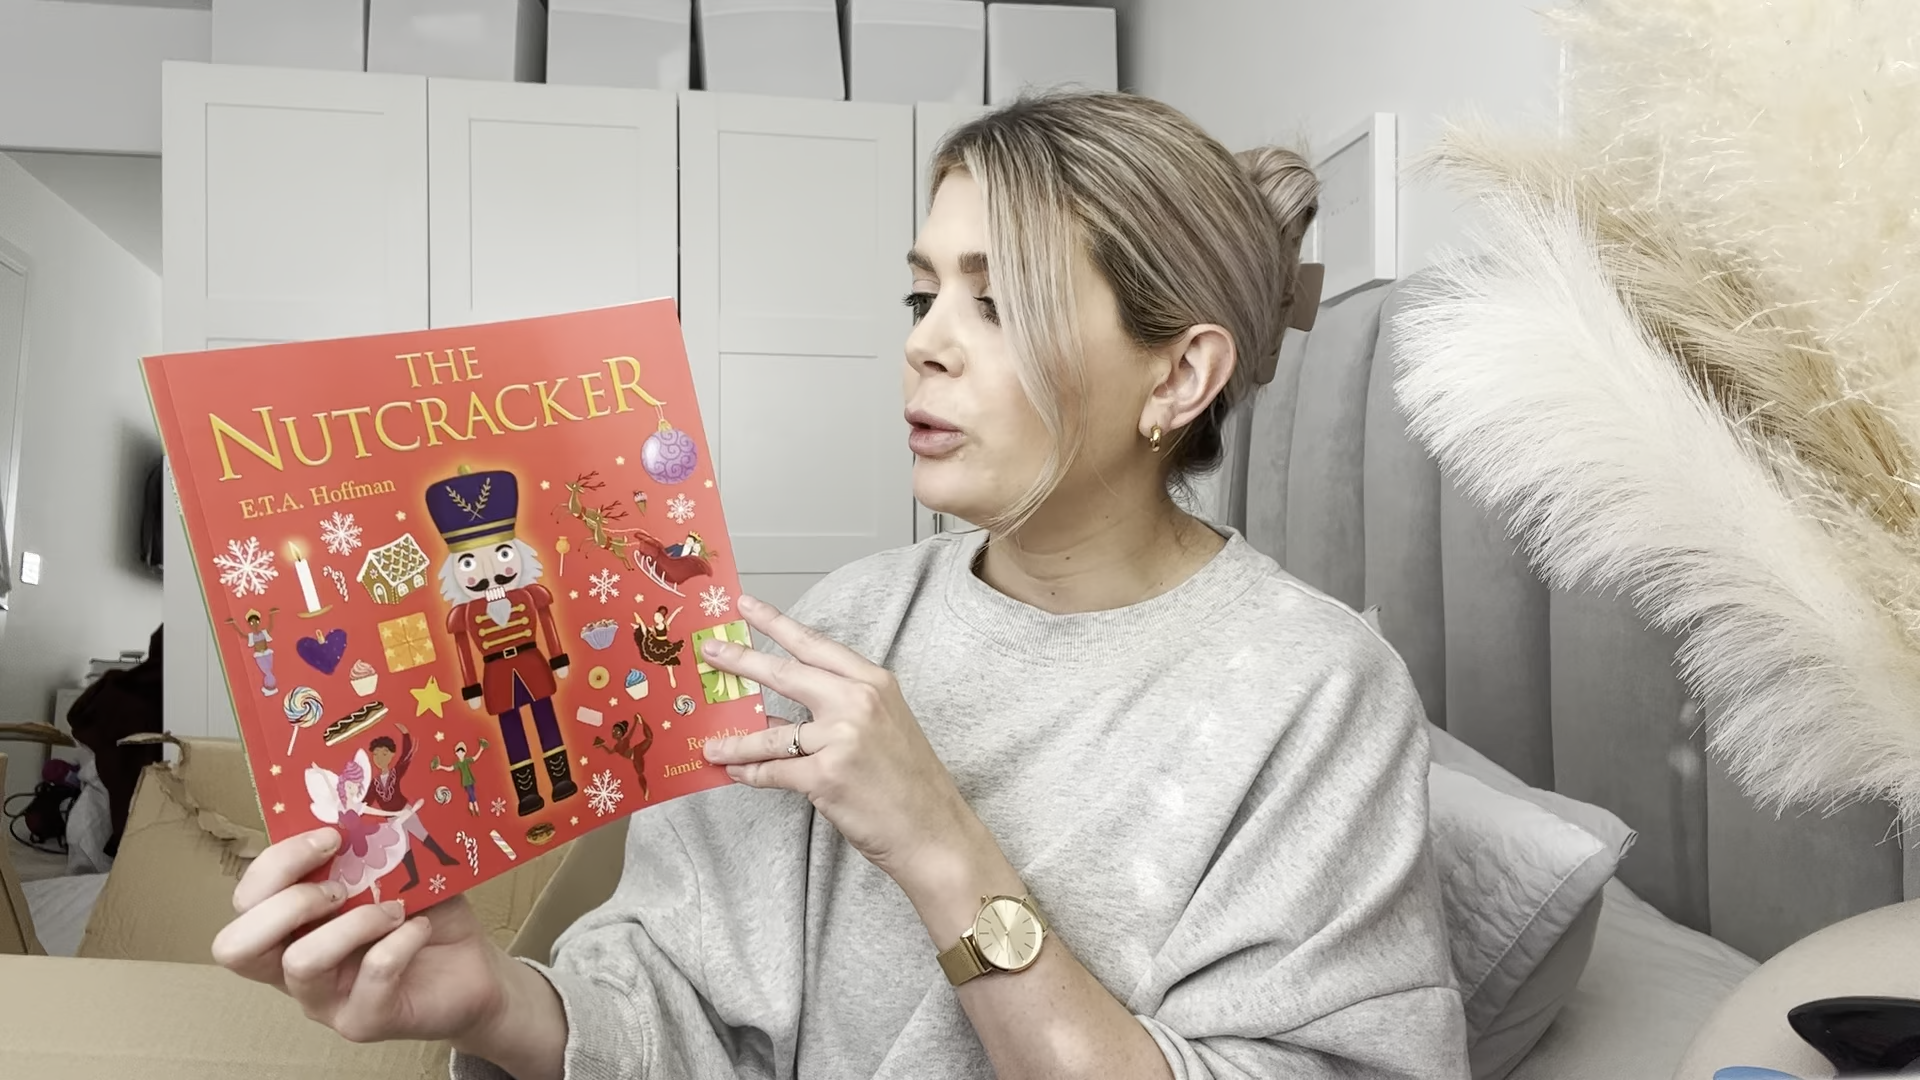 THE
NUTCRACKER
E.T.A. Hoffman
Retold by
Jamie